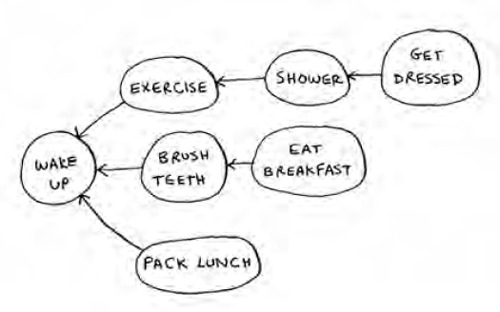 GET
DRESSED
SHOWER
EXERCISE
WAKE
UP
BRUSH
TEETH
EAT
BREAKFAST
PACK LUNCH